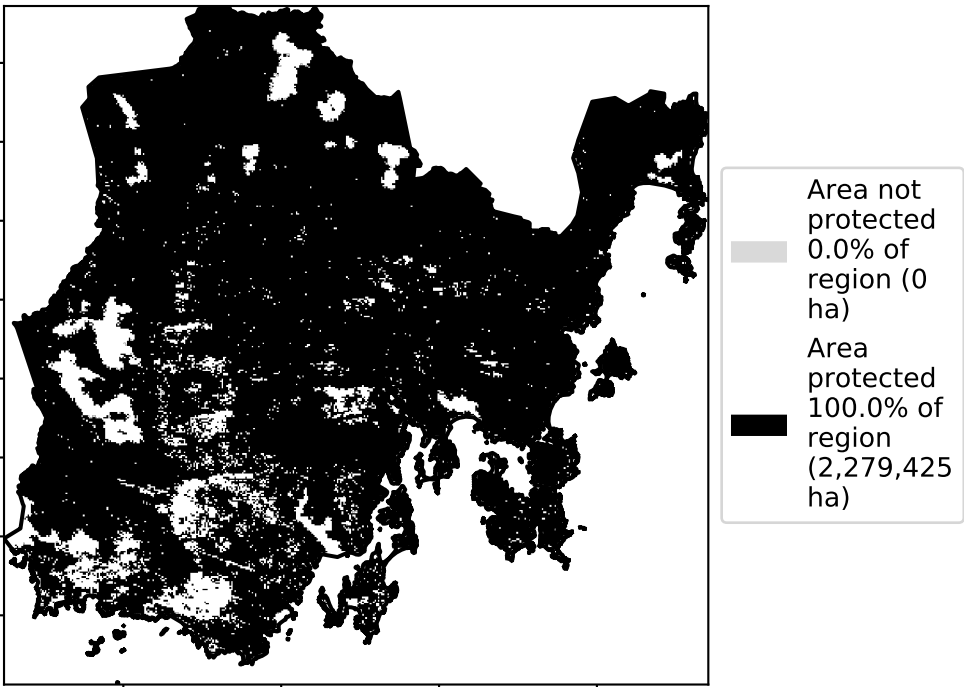 Area not
protected
0.0% of
region (0
ha)
Area
protected
100.0% of
region
(2,279,425
ha)